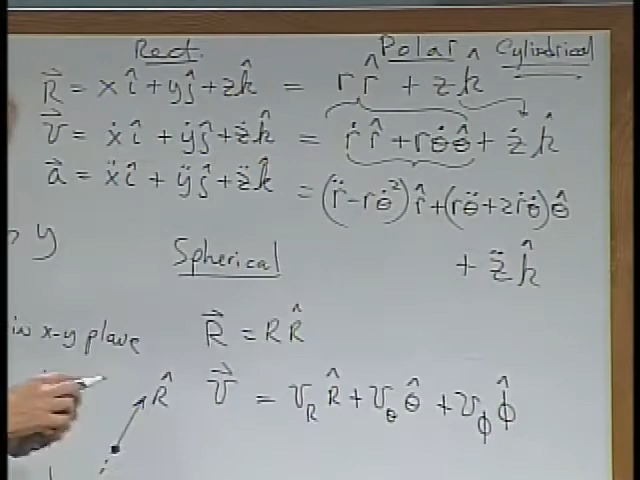 Rect. Polar Cylindrical
R⃗ = x î + y ĵ + z k̂ = r r̂ + z k̂
v⃗ = ẋ î + ẏ ĵ + ż k̂ = ṙ r̂ + r θ̇ θ̂ + ż k̂
a⃗ = ẍ î + ÿ ĵ + z̈ k̂ = (r̈ - r θ̇²) r̂ + (r θ̈ + 2 ṙ θ̇) θ̂
+ z̈ k̂
y
Spherical
in x-y plane
R⃗ = R R̂
R̂
v⃗ = v_R R̂ + v_θ θ̂ + v_ϕ ϕ̂